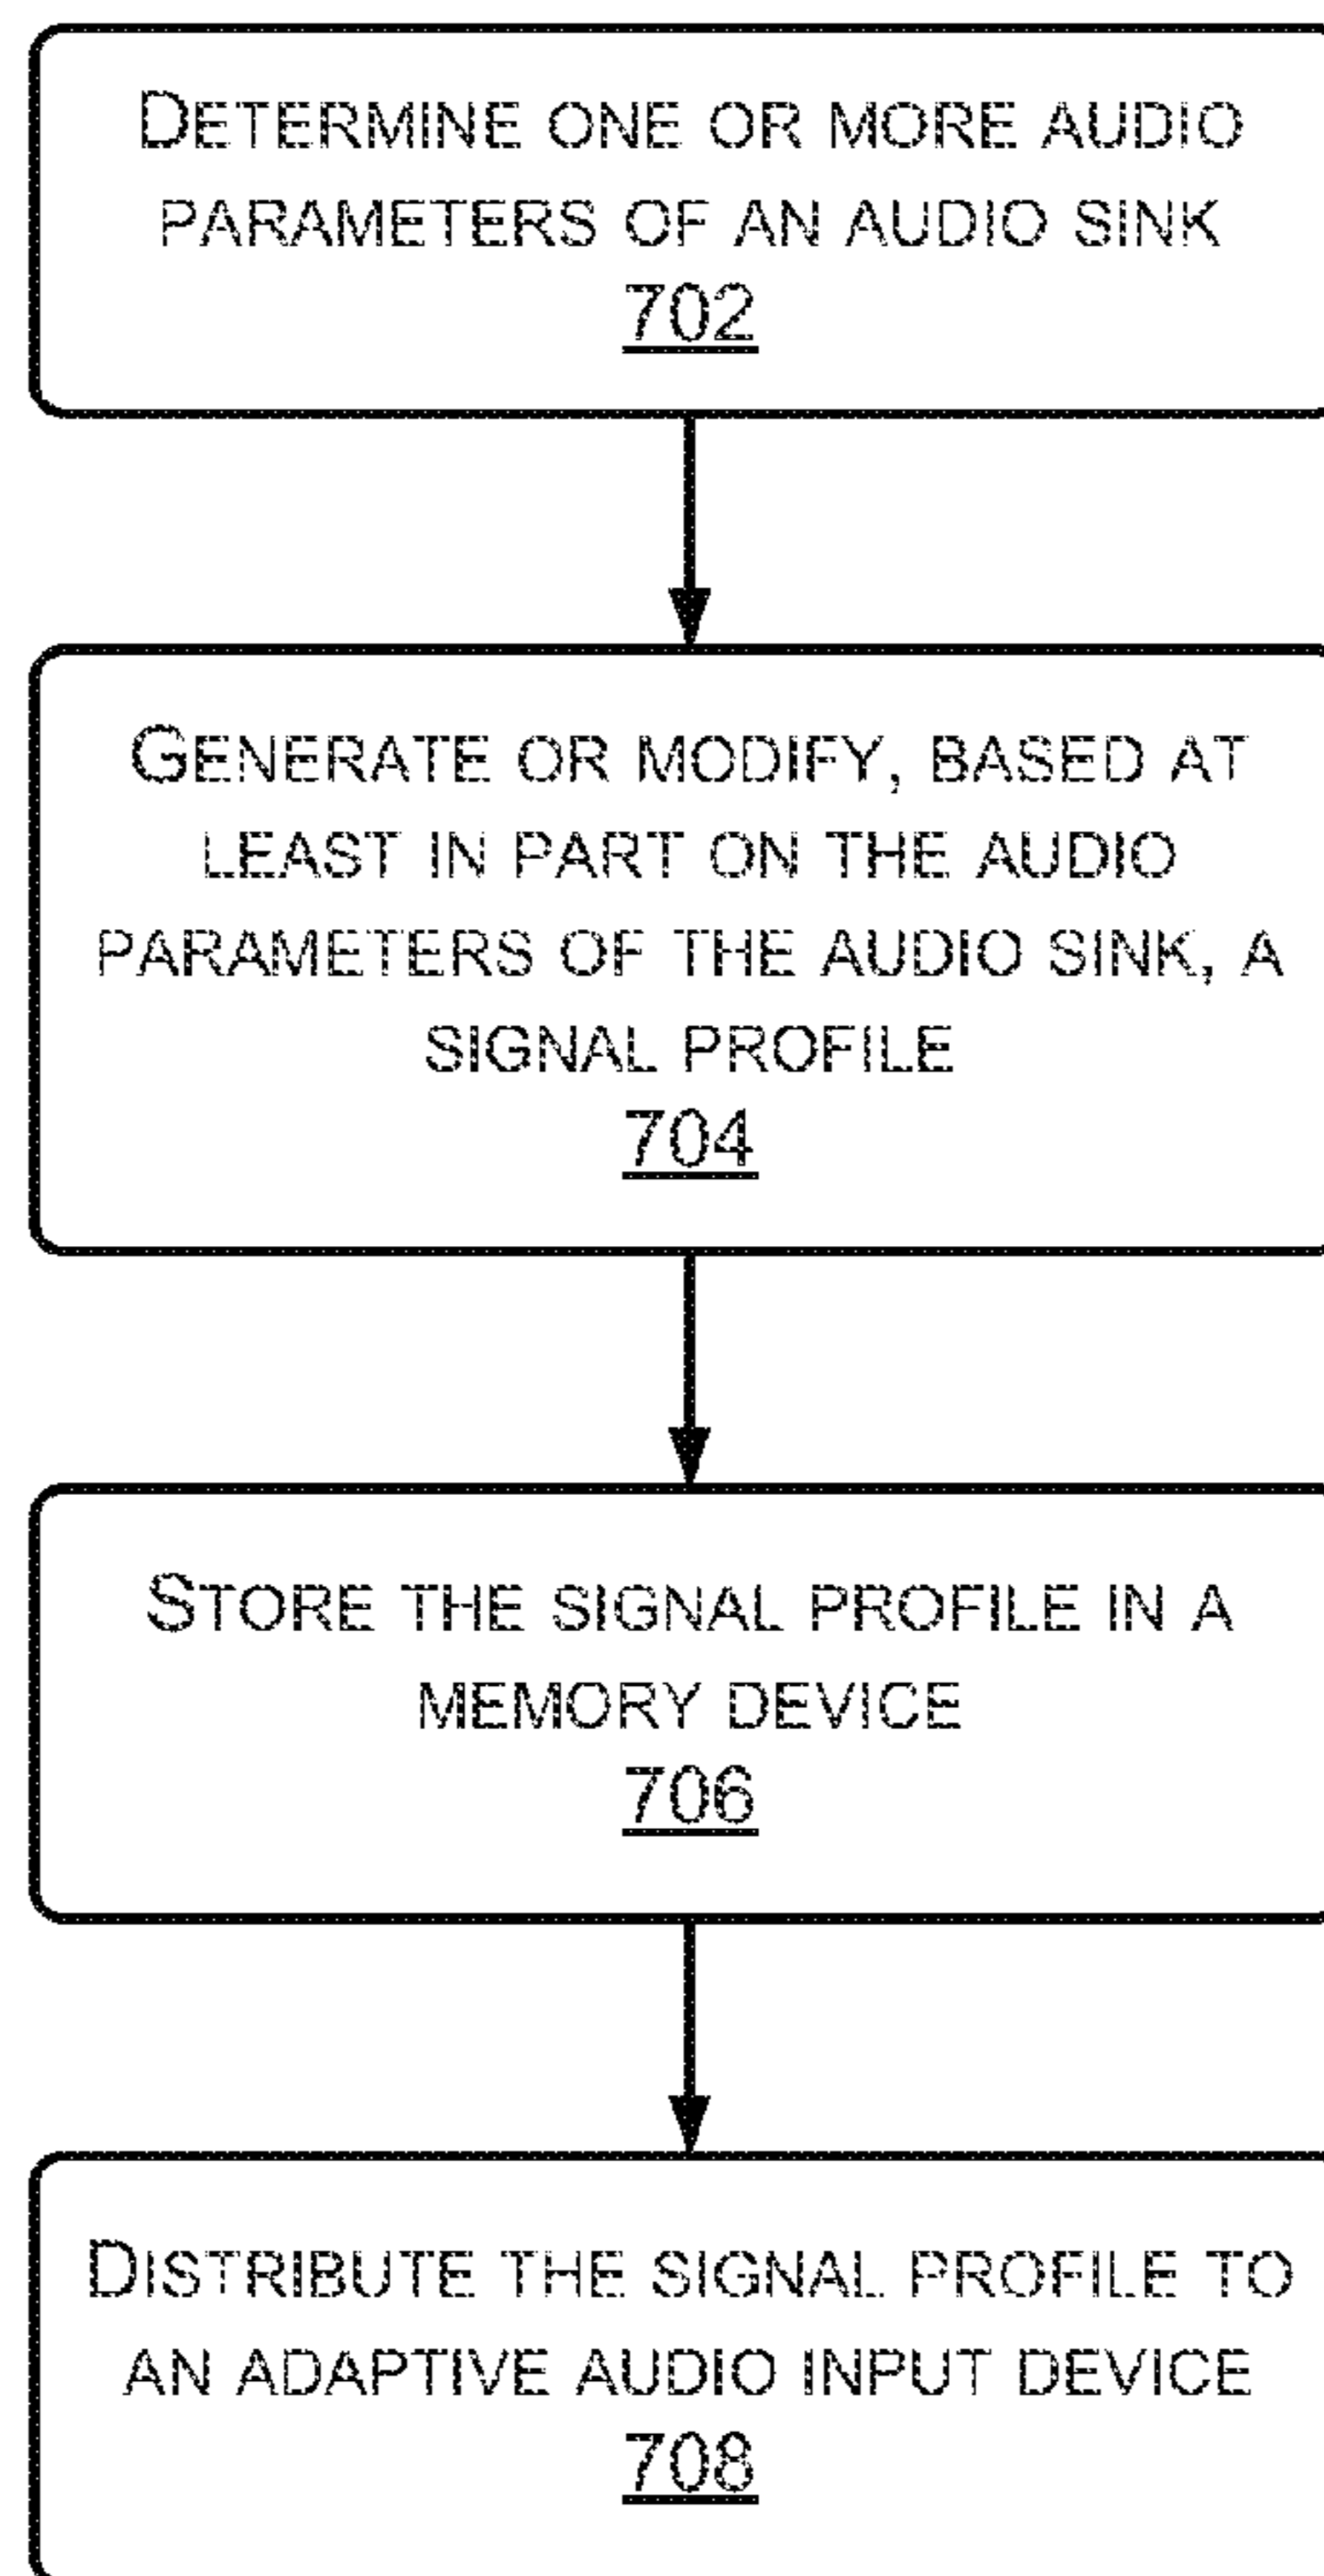 DETERMINE ONE OR MORE AUDIO
PARAMETERS OF AN AUDIO SINK
702
GENERATE OR MODIFY, BASED AT
LEAST IN PART ON THE AUDIO
PARAMETERS OF THE AUDIO SINK, A
SIGNAL PROFILE
704
STORE THE SIGNAL PROFILE IN A
MEMORY DEVICE
706
DISTRIBUTE THE SIGNAL PROFILE TO
AN ADAPTIVE AUDIO INPUT DEVICE
708